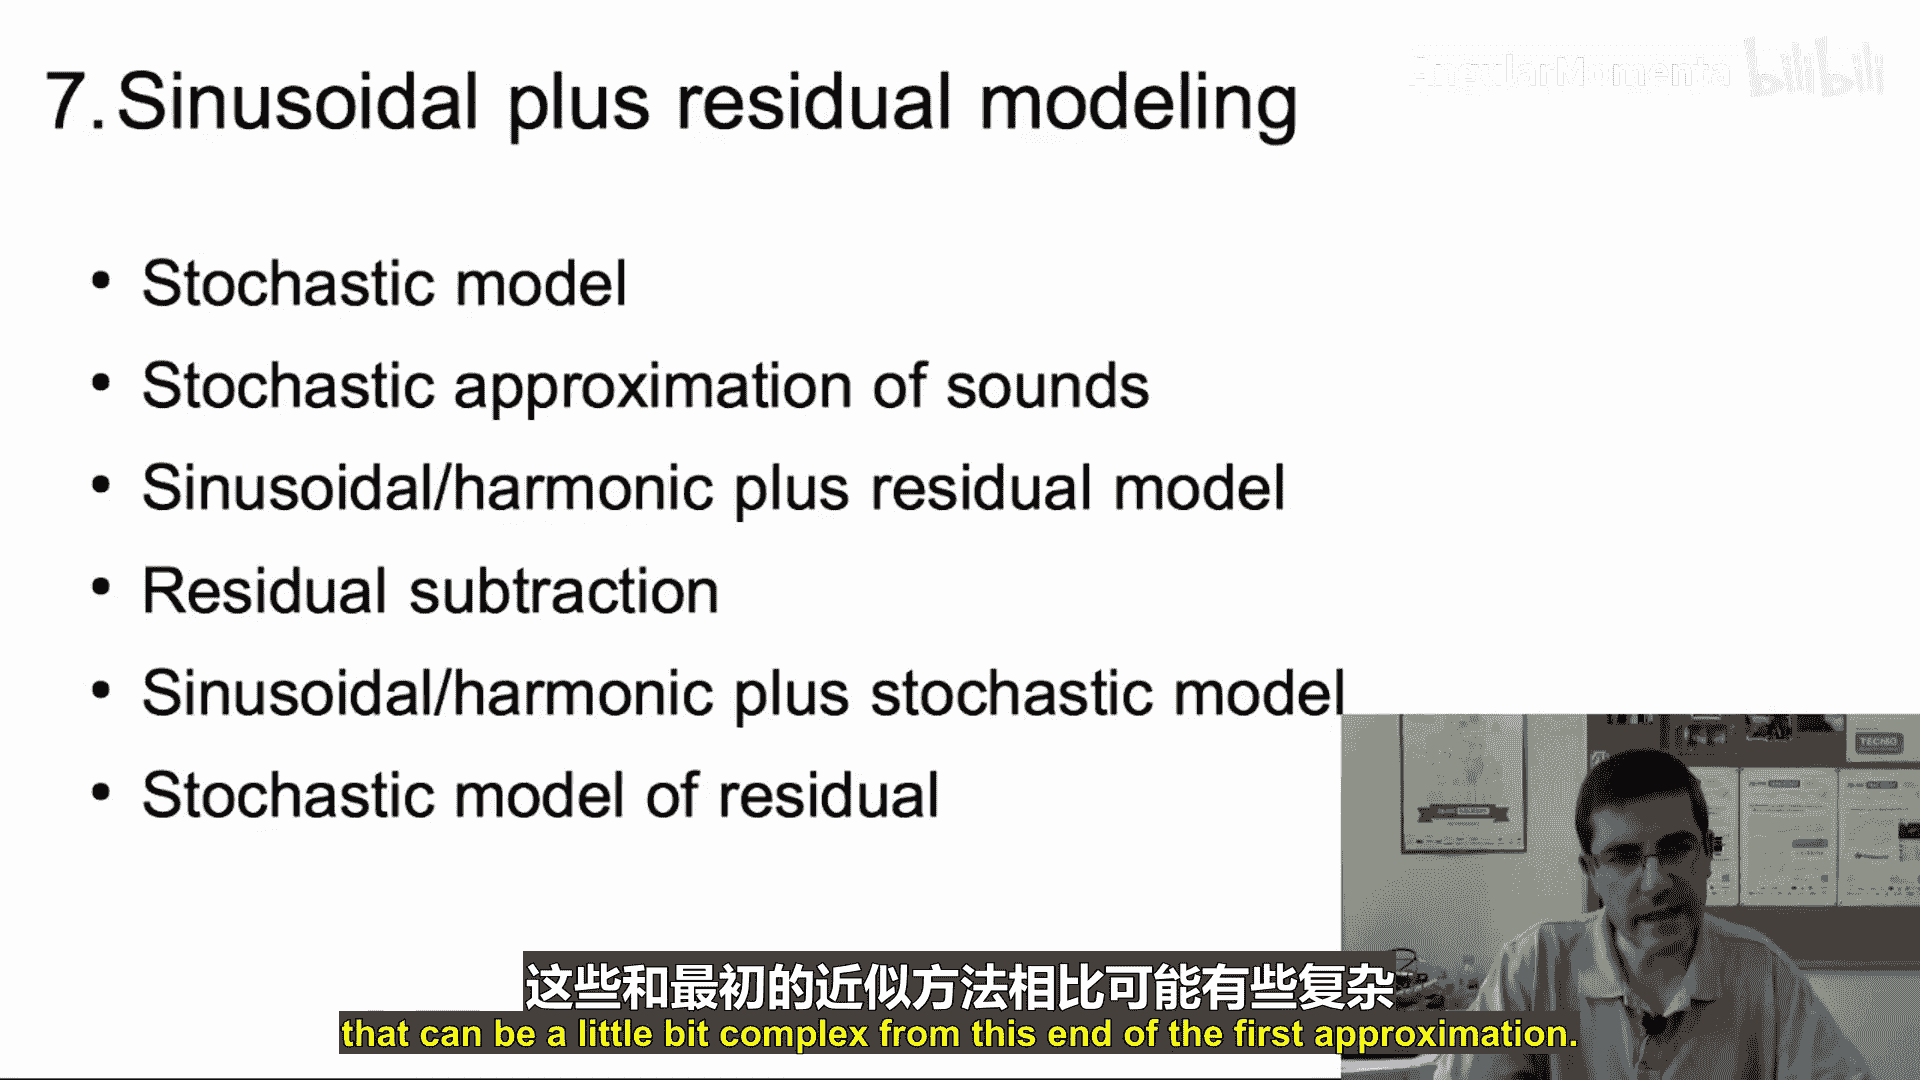 AngularMomenta bilibili
7. Sinusoidal plus residual modeling
• Stochastic model
• Stochastic approximation of sounds
• Sinusoidal/harmonic plus residual model
• Residual subtraction
• Sinusoidal/harmonic plus stochastic model
• Stochastic model of residual
TECNIO
这些和最初的近似方法相比可能有些复杂
that can be a little bit complex from this end of the first approximation.